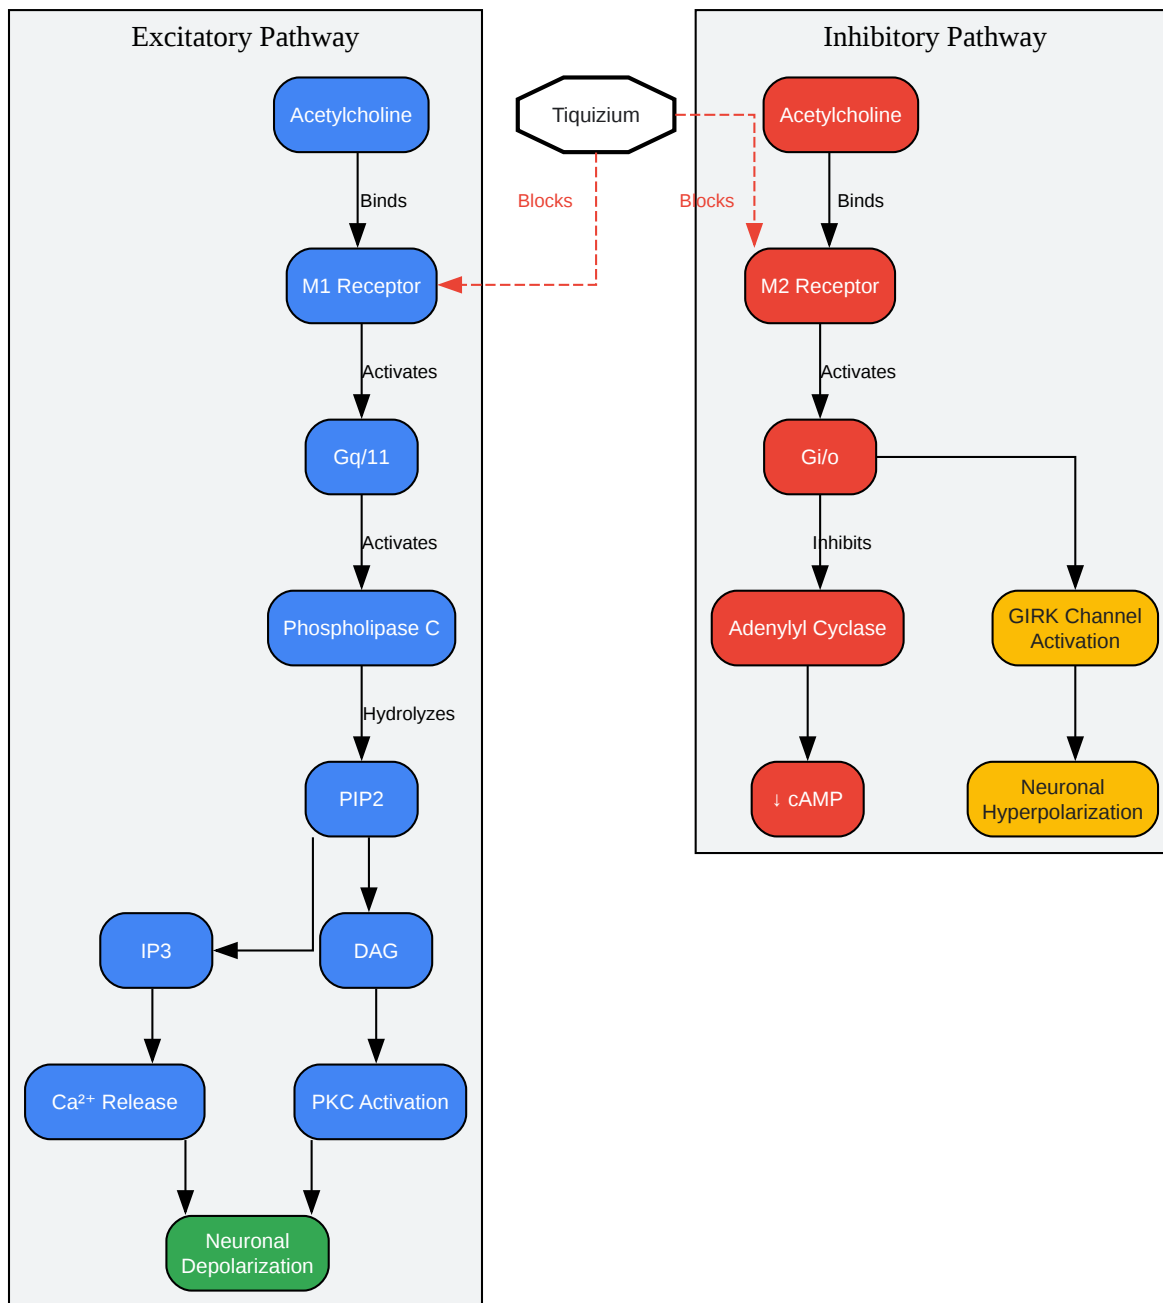 Excitatory Pathway
Acetylcholine
Binds
M1 Receptor
Activates
Gq/11
Activates
Phospholipase C
Hydrolyzes
PIP2
IP3
DAG
Ca²⁺ Release
PKC Activation
Neuronal
Depolarization
Tiquizium
Blocks
Blocks
Inhibitory Pathway
Acetylcholine
Binds
M2 Receptor
Activates
Gi/o
Inhibits
Adenylyl Cyclase
GIRK Channel
Activation
↓ cAMP
Neuronal
Hyperpolarization